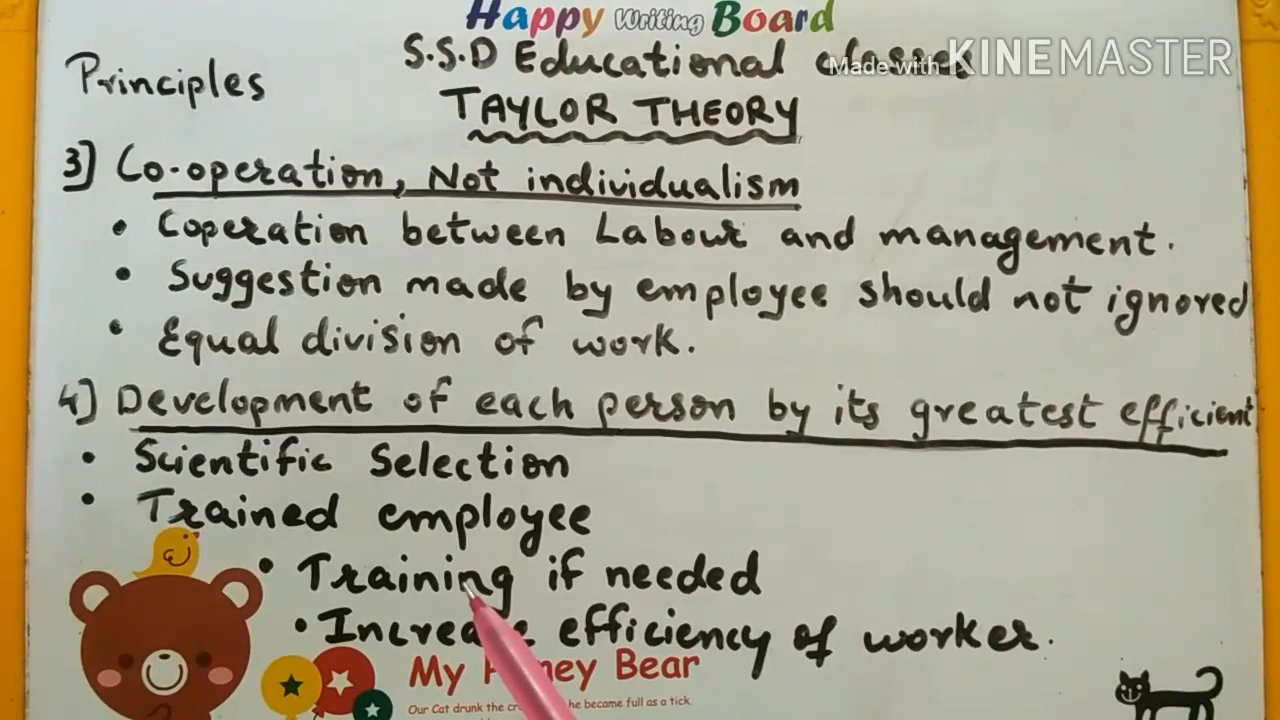 Happy Writing Board
S.S.D Educational classes
Made with KINEMASTER
Principles
TAYLOR THEORY
3] Co-operation, Not individualism
• Coperation between Labour and management.
• Suggestion made by employee should not ignored
• Equal division of work.
4] Development of each person by its greatest efficient
• Scientific Selection
• Trained employee
• Training if needed
• Increase efficiency of worker.
My Bear
Our Cat drunk the he became full as a tick.